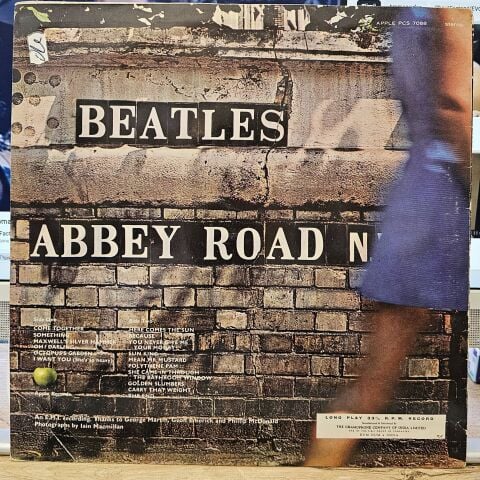 APPLE PCS 7088 Stereo
BEATLES
ABBEY ROAD N
Side One
COME TOGETHER
SOMETHING
MAXWELL'S SILVER HAMMER
OH! DARLING
OCTOPUS'S GARDEN
I WANT YOU (She's so heavy)
HERE COMES THE SUN
BECAUSE
YOU NEVER GIVE ME
YOUR MONEY
SUN KING
MEAN MR MUSTARD
POLYTHENE PAM
SHE CAME IN THROUGH
THE BATHROOM WINDOW
GOLDEN SLUMBERS
CARRY THAT WEIGHT
THE END
Apple Records
An E.M.I. recording. Thanks to George Martin, Geoff Emerick and Phillip McDonald
Photographs by Iain Macmillan
LONG PLAY 33⅓ R.P.M. RECORD
THE GRAMOPHONE COMPANY OF INDIA LIMITED